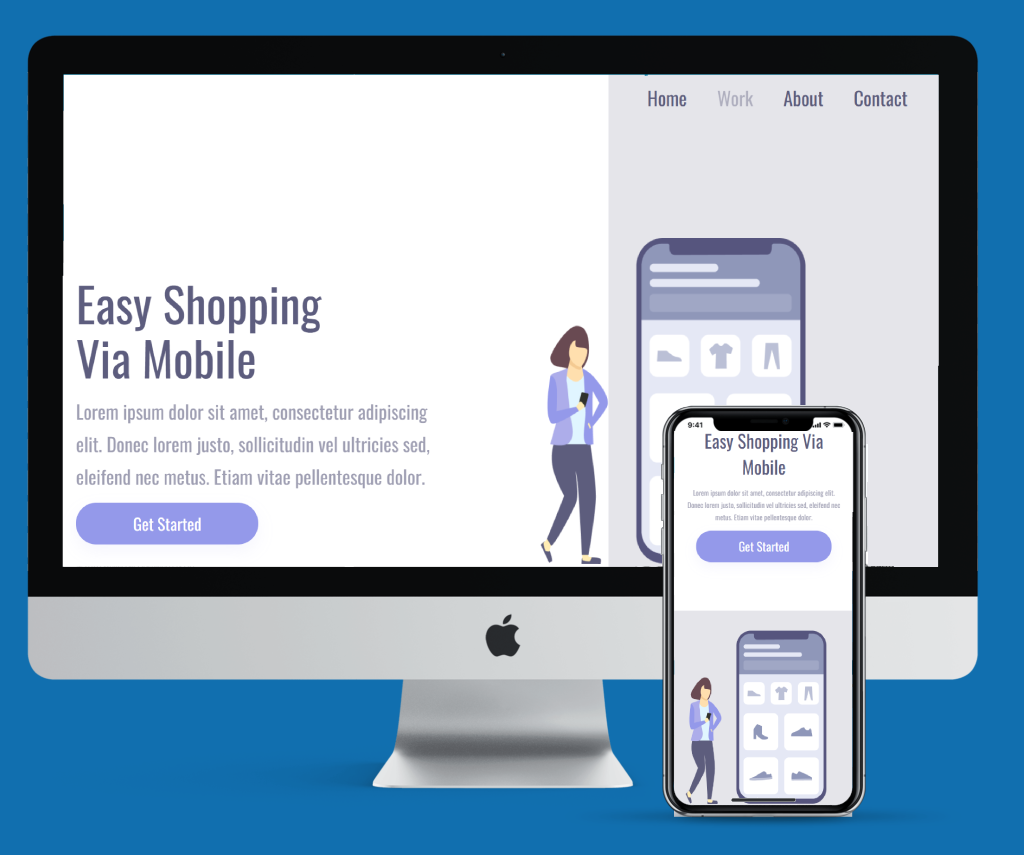 Home Work About Contact
Easy Shopping
Via Mobile
Lorem ipsum dolor sit amet, consectetur adipiscing
elit. Donec lorem justo, sollicitudin vel ultricies sed,
eleifend nec metus. Etiam vitae pellentesque dolor.
Get Started
9:41
Easy Shopping Via
Mobile
Lorem ipsum dolor sit amet, consectetur adipiscing elit.
Donec lorem justo, sollicitudin vel ultricies sed, eleifend nec
metus. Etiam vitae pellentesque dolor.
Get Started